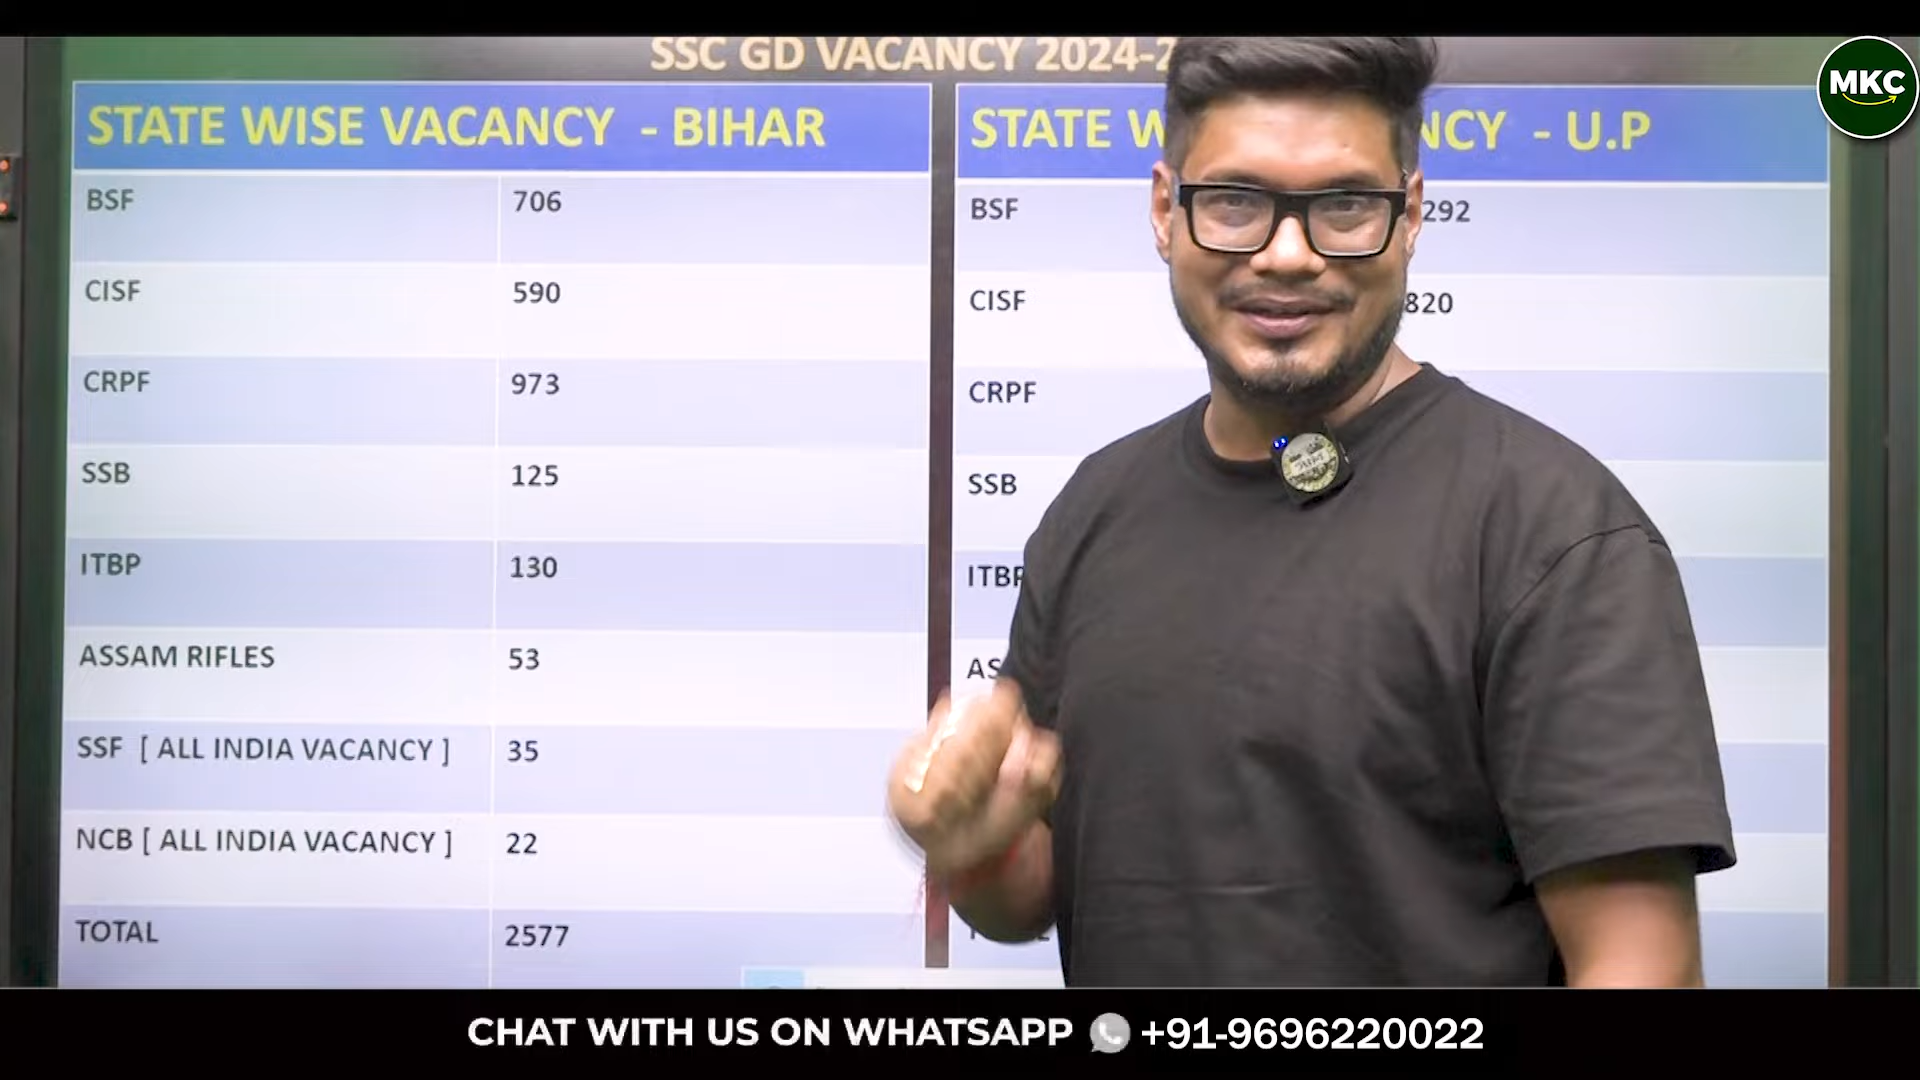 SSC GD VACANCY 2024-2
MKC
STATE WISE VACANCY - BIHAR
BSF 706
CISF 590
CRPF 973
SSB 125
ITBP 130
ASSAM RIFLES 53
SSF [ ALL INDIA VACANCY ] 35
NCB [ ALL INDIA VACANCY ] 22
TOTAL 2577
STATE W NCY - U.P
BSF 292
CISF 820
CRPF
SSB
ITBP
AS
CHAT WITH US ON WHATSAPP +91-9696220022